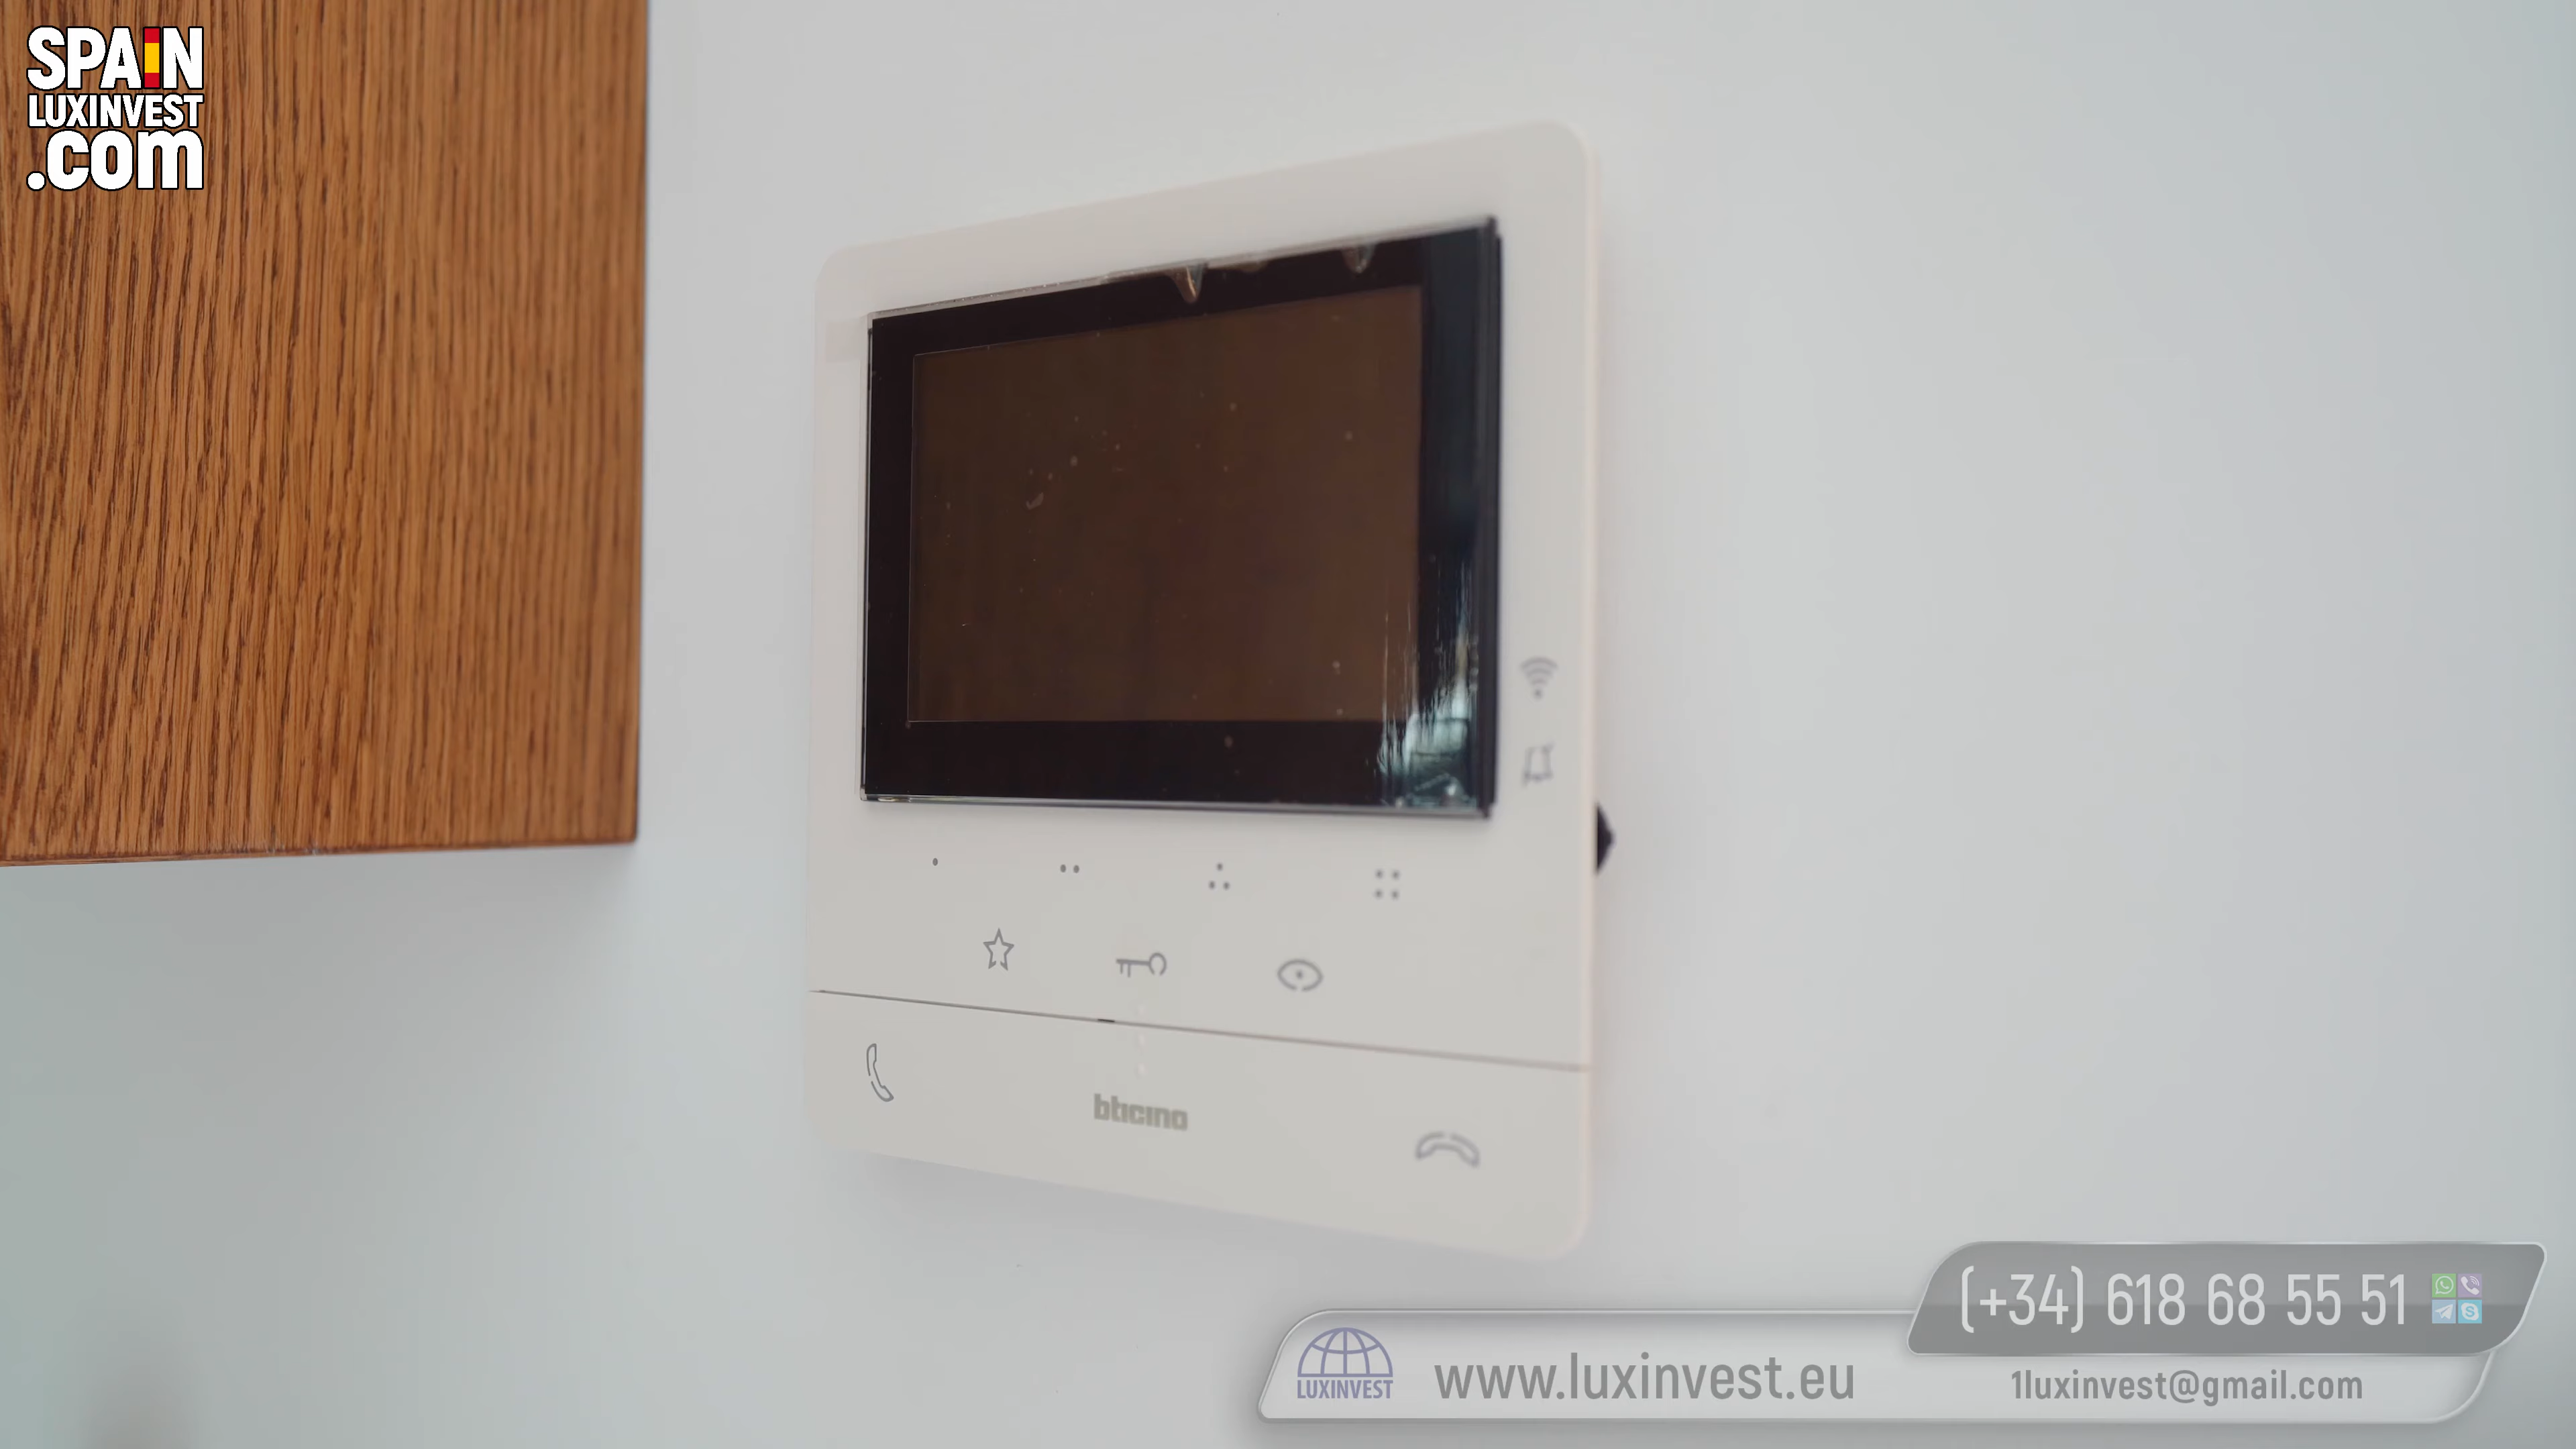 SPAIN
LUXINVEST
.com
bticino
(+34) 618 68 55 51
LUXINVEST
www.luxinvest.eu
1luxinvest@gmail.com